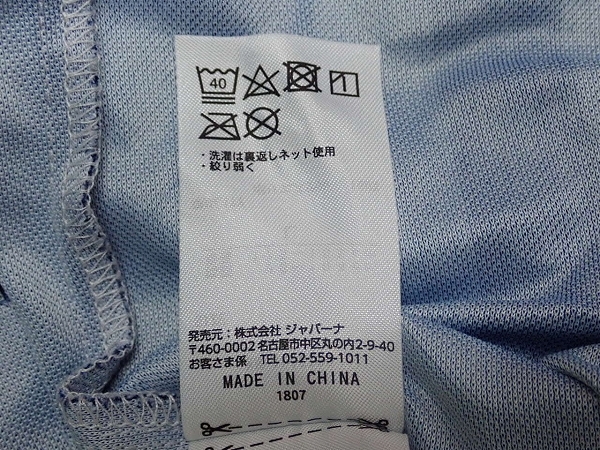 40
・洗濯は裏返しネット使用
・絞り弱く
発売元：株式会社 ジャバーナ
〒460-0002 名古屋市中区丸の内2-9-40
お客さま係 TEL 052-559-1011
MADE IN CHINA
1807